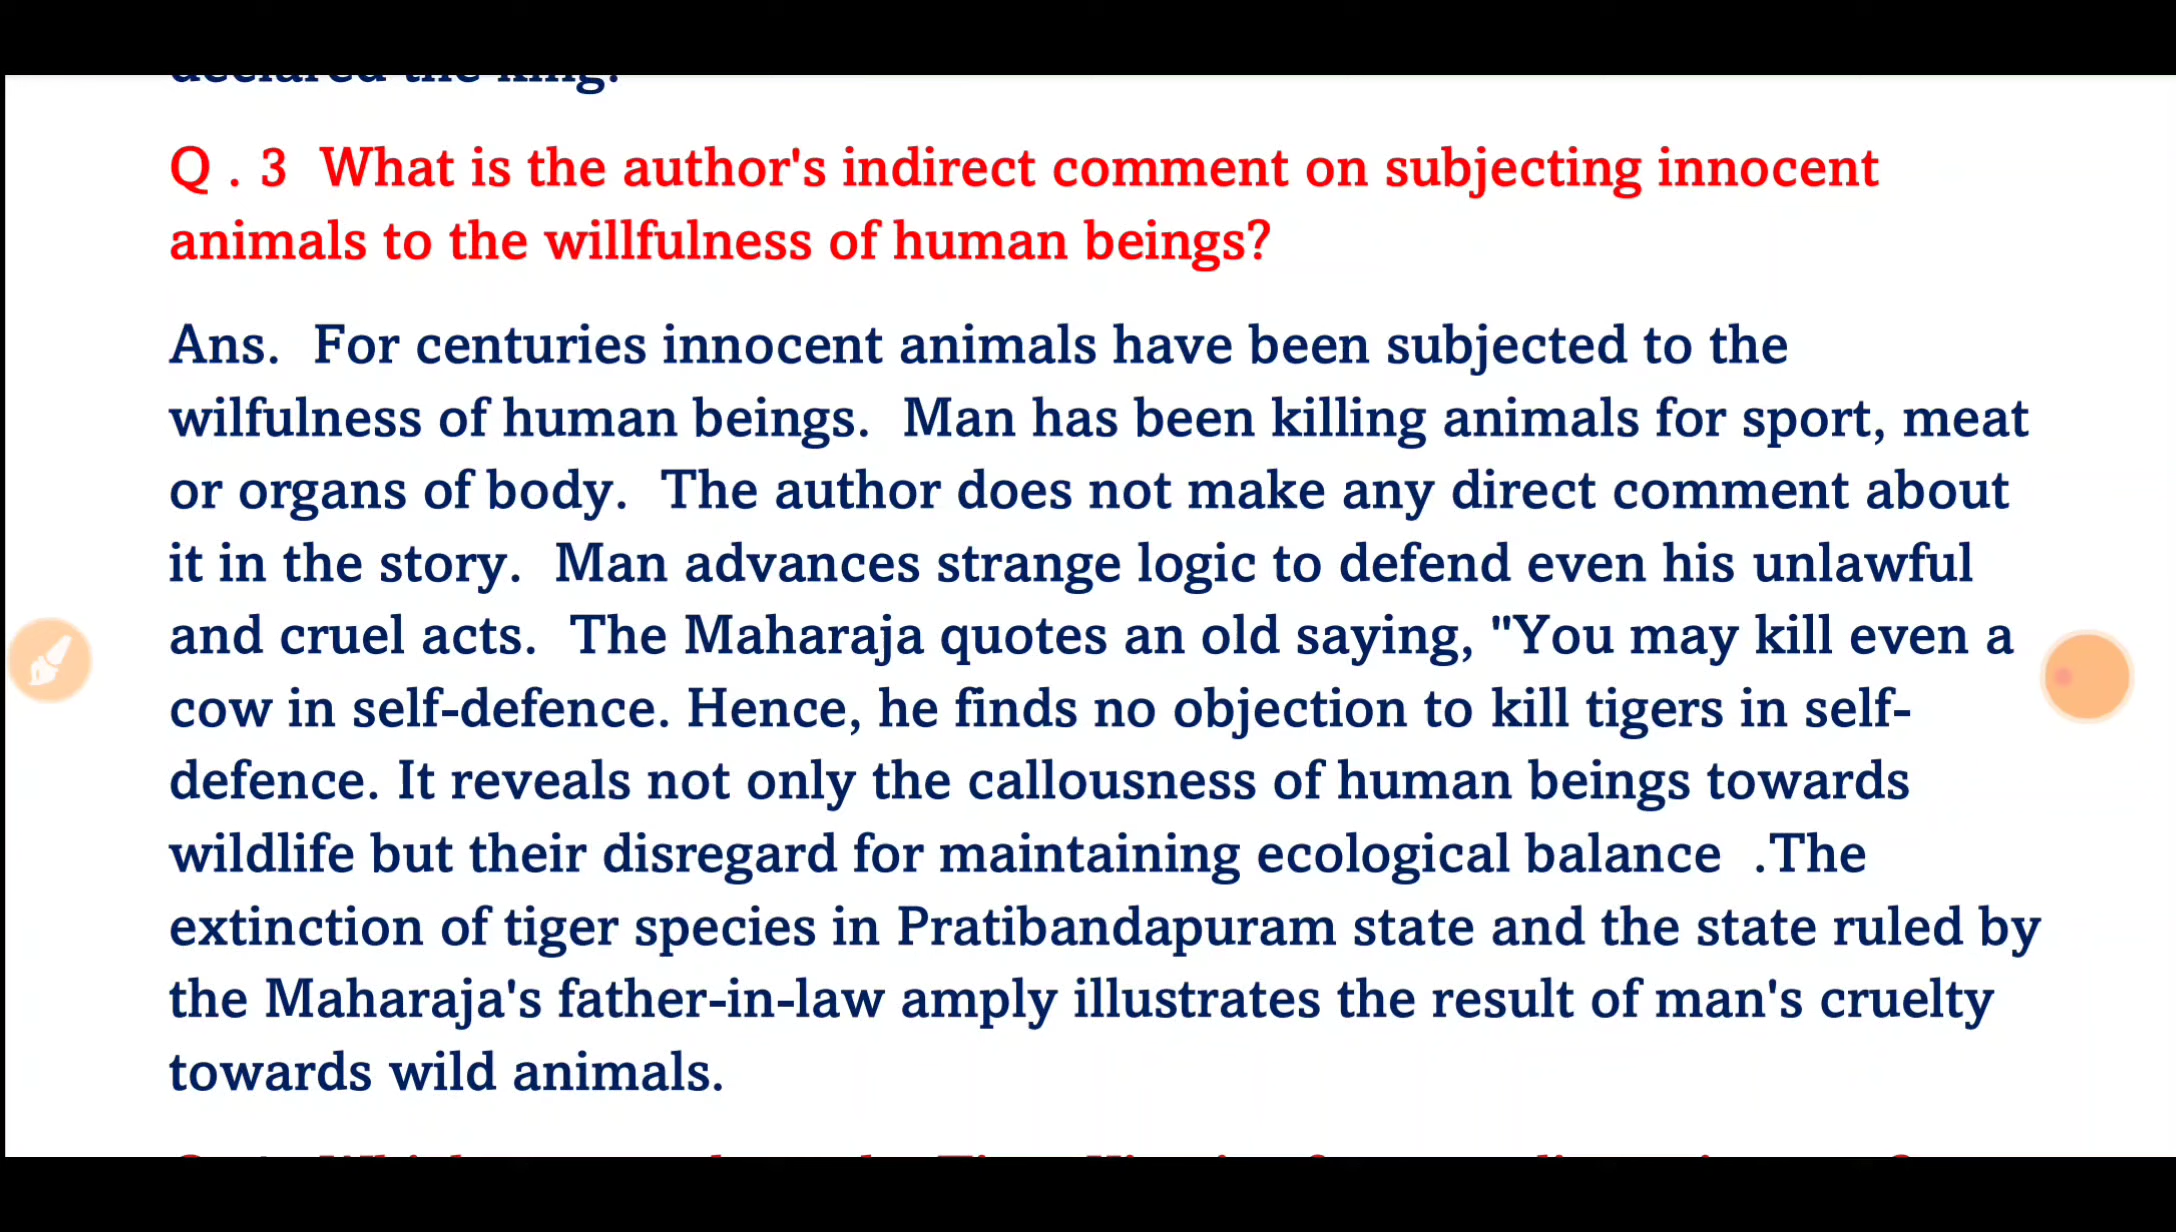 declared the king.
Q . 3 What is the author's indirect comment on subjecting innocent
animals to the willfulness of human beings?
Ans. For centuries innocent animals have been subjected to the
wilfulness of human beings. Man has been killing animals for sport, meat
or organs of body. The author does not make any direct comment about
it in the story. Man advances strange logic to defend even his unlawful
and cruel acts. The Maharaja quotes an old saying, "You may kill even a
cow in self-defence. Hence, he finds no objection to kill tigers in self-
defence. It reveals not only the callousness of human beings towards
wildlife but their disregard for maintaining ecological balance .The
extinction of tiger species in Pratibandapuram state and the state ruled by
the Maharaja's father-in-law amply illustrates the result of man's cruelty
towards wild animals.